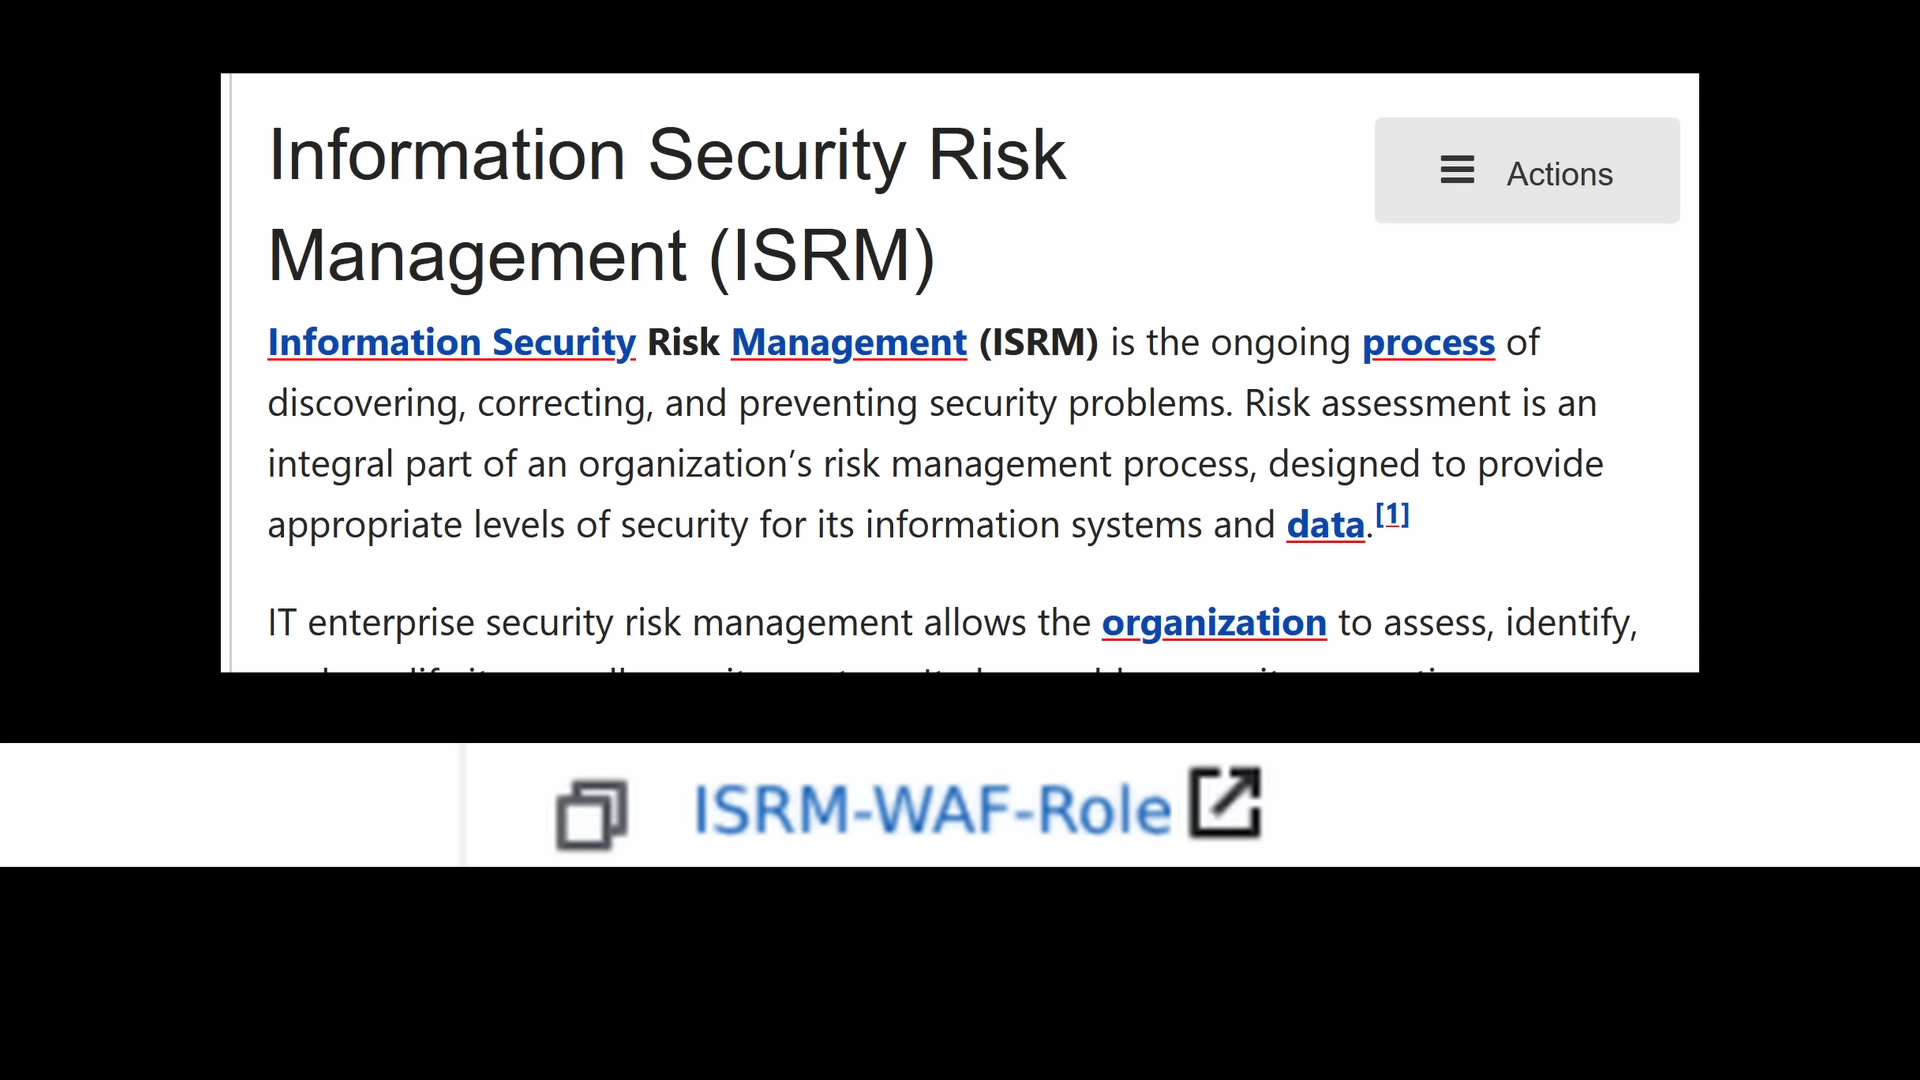 Information Security Risk
Management (ISRM)
Actions
Information Security Risk Management (ISRM) is the ongoing process of
discovering, correcting, and preventing security problems. Risk assessment is an
integral part of an organization’s risk management process, designed to provide
appropriate levels of security for its information systems and data.[1]
IT enterprise security risk management allows the organization to assess, identify,
ISRM-WAF-Role